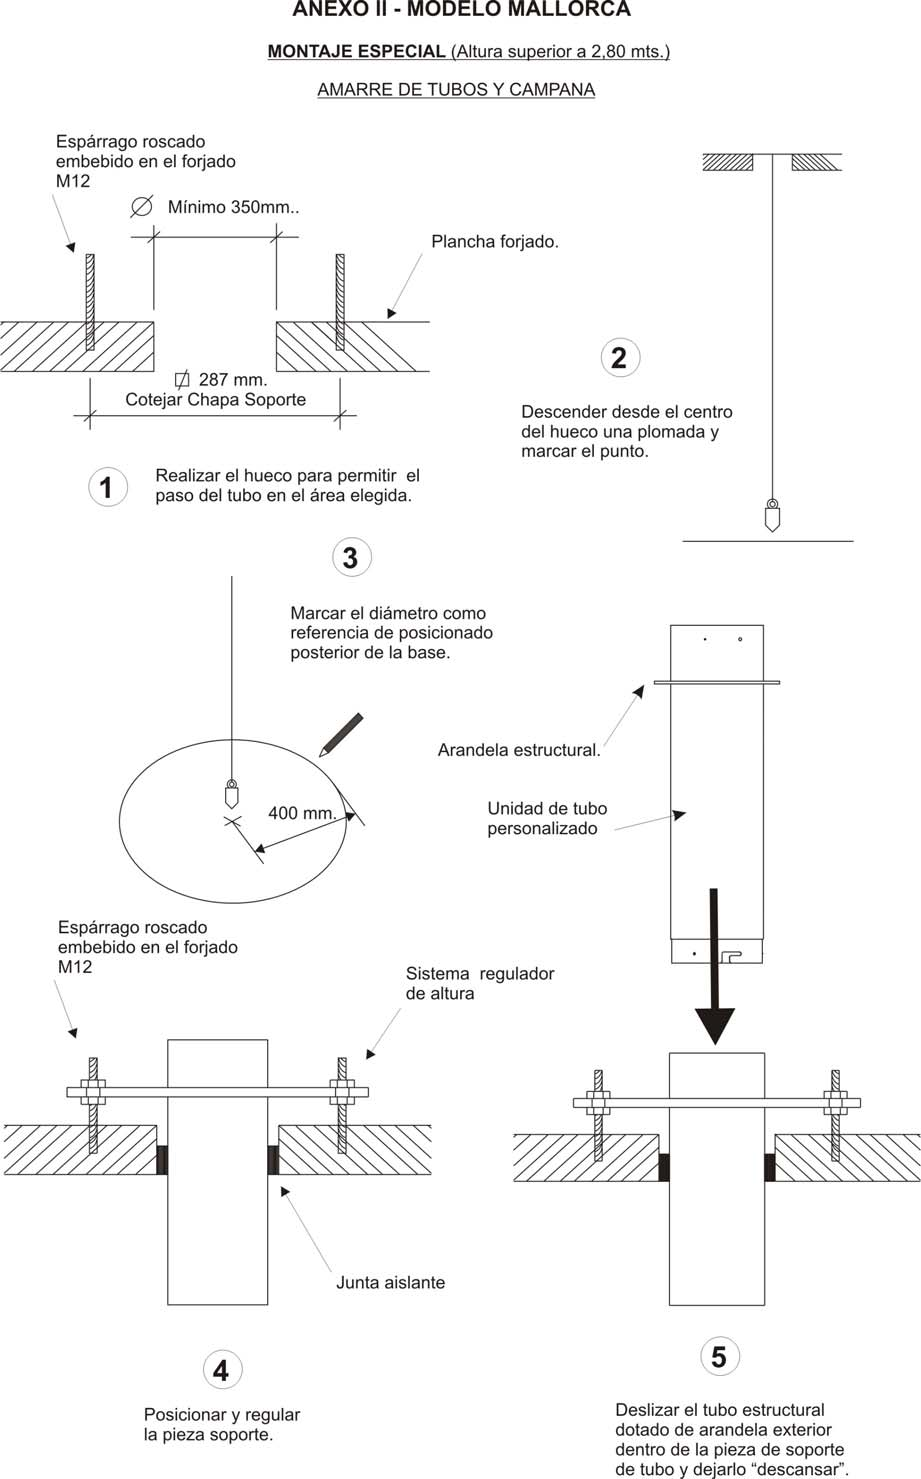 ANEXO II - MODELO MALLORCA
MONTAJE ESPECIAL (Altura superior a 2,80 mts.)
AMARRE DE TUBOS Y CAMPANA
Espárrago roscado
embebido en el forjado
M12
Mínimo 350mm..
Plancha forjado.
287 mm.
Cotejar Chapa Soporte
1
Realizar el hueco para permitir el
paso del tubo en el área elegida.
2
Descender desde el centro
del hueco una plomada y
marcar el punto.
3
Marcar el diámetro como
referencia de posicionado
posterior de la base.
400 mm.
Arandela estructural.
Unidad de tubo
personalizado
Espárrago roscado
embebido en el forjado
M12
Sistema regulador
de altura
Junta aislante
4
Posicionar y regular
la pieza soporte.
5
Deslizar el tubo estructural
dotado de arandela exterior
dentro de la pieza de soporte
de tubo y dejarlo “descansar”.